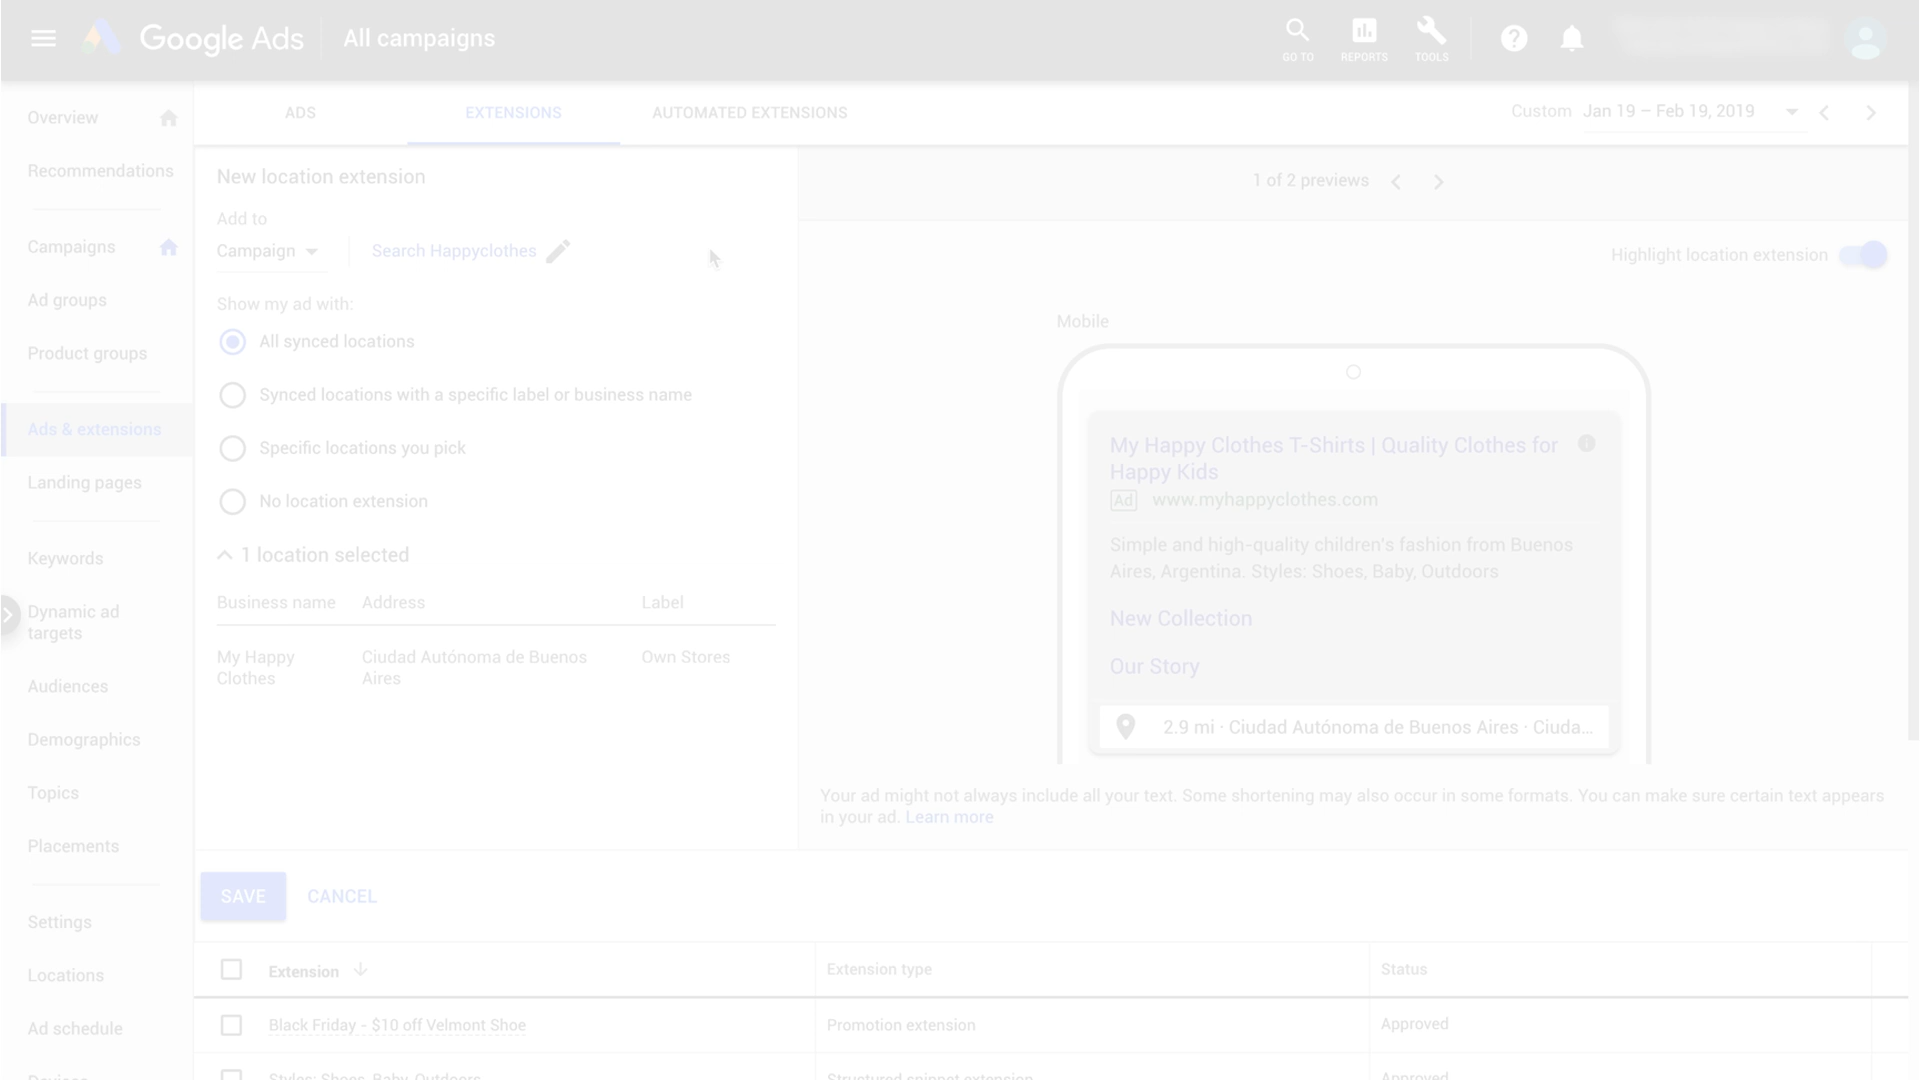 Google Ads
All campaigns
GO TO
REPORTS
TOOLS
Overview
Recommendations
Campaigns
Ad groups
Product groups
Ads & extensions
Landing pages
Keywords
Dynamic ad
targets
Audiences
Demographics
Topics
Placements
Settings
Locations
Ad schedule
ADS
EXTENSIONS
AUTOMATED EXTENSIONS
Custom Jan 19 – Feb 19, 2019
New location extension
Add to
Campaign
Search Happyclothes
Show my ad with:
All synced locations
Synced locations with a specific label or business name
Specific locations you pick
No location extension
1 location selected
Business name Address Label
My Happy Ciudad Autónoma de Buenos Own Stores
Clothes Aires
1 of 2 previews
Highlight location extension
Mobile
My Happy Clothes T-Shirts | Quality Clothes for
Happy Kids
Ad www.myhappyclothes.com
Simple and high-quality children's fashion from Buenos
Aires, Argentina. Styles: Shoes, Baby, Outdoors
New Collection
Our Story
2.9 mi · Ciudad Autónoma de Buenos Aires · Ciuda...
Your ad might not always include all your text. Some shortening may also occur in some formats. You can make sure certain text appears
in your ad. Learn more
SAVE CANCEL
Extension Extension type Status
Black Friday - $10 off Velmont Shoe Promotion extension Approved
Styles: Shoes, Baby, Outdoors Structured snippet extension Approved